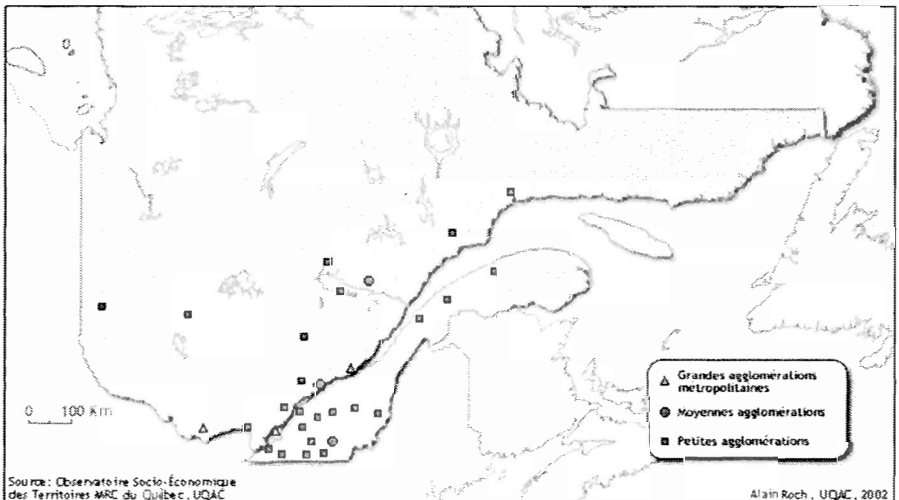 0 100 Km
Grandes agglomérations
métropolitaines
Moyennes agglomérations
Petites agglomérations
Source: Observatoire Socio-Économique
des Territoires MRC du Québec, UQAC
Alain Roch, UQAC, 2002